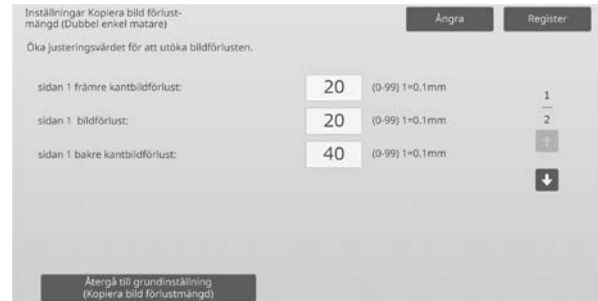 Inställningar Kopiera bild förlust-
mängd (Dubbel enkel matare)
Ångra
Register
Öka justeringsvärdet för att utöka bildförlusten.
sidan 1 främre kantbildförlust:
20
(0-99) 1=0.1mm
sidan 1 bildförlust:
20
(0-99) 1=0.1mm
sidan 1 bakre kantbildförlust:
40
(0-99) 1=0.1mm
1
2
Återgå till grundinställning
(Kopiera bild förlustmängd)